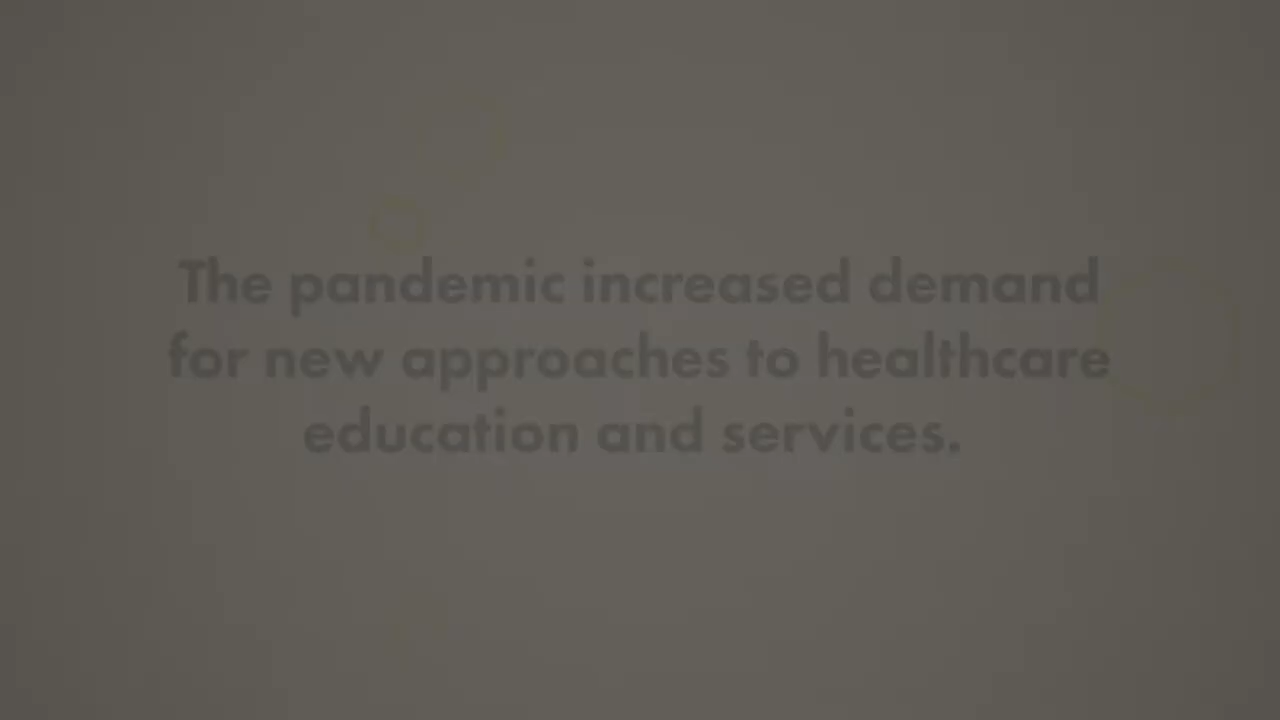 The pandemic increased demand
for new approaches to healthcare
education and services.